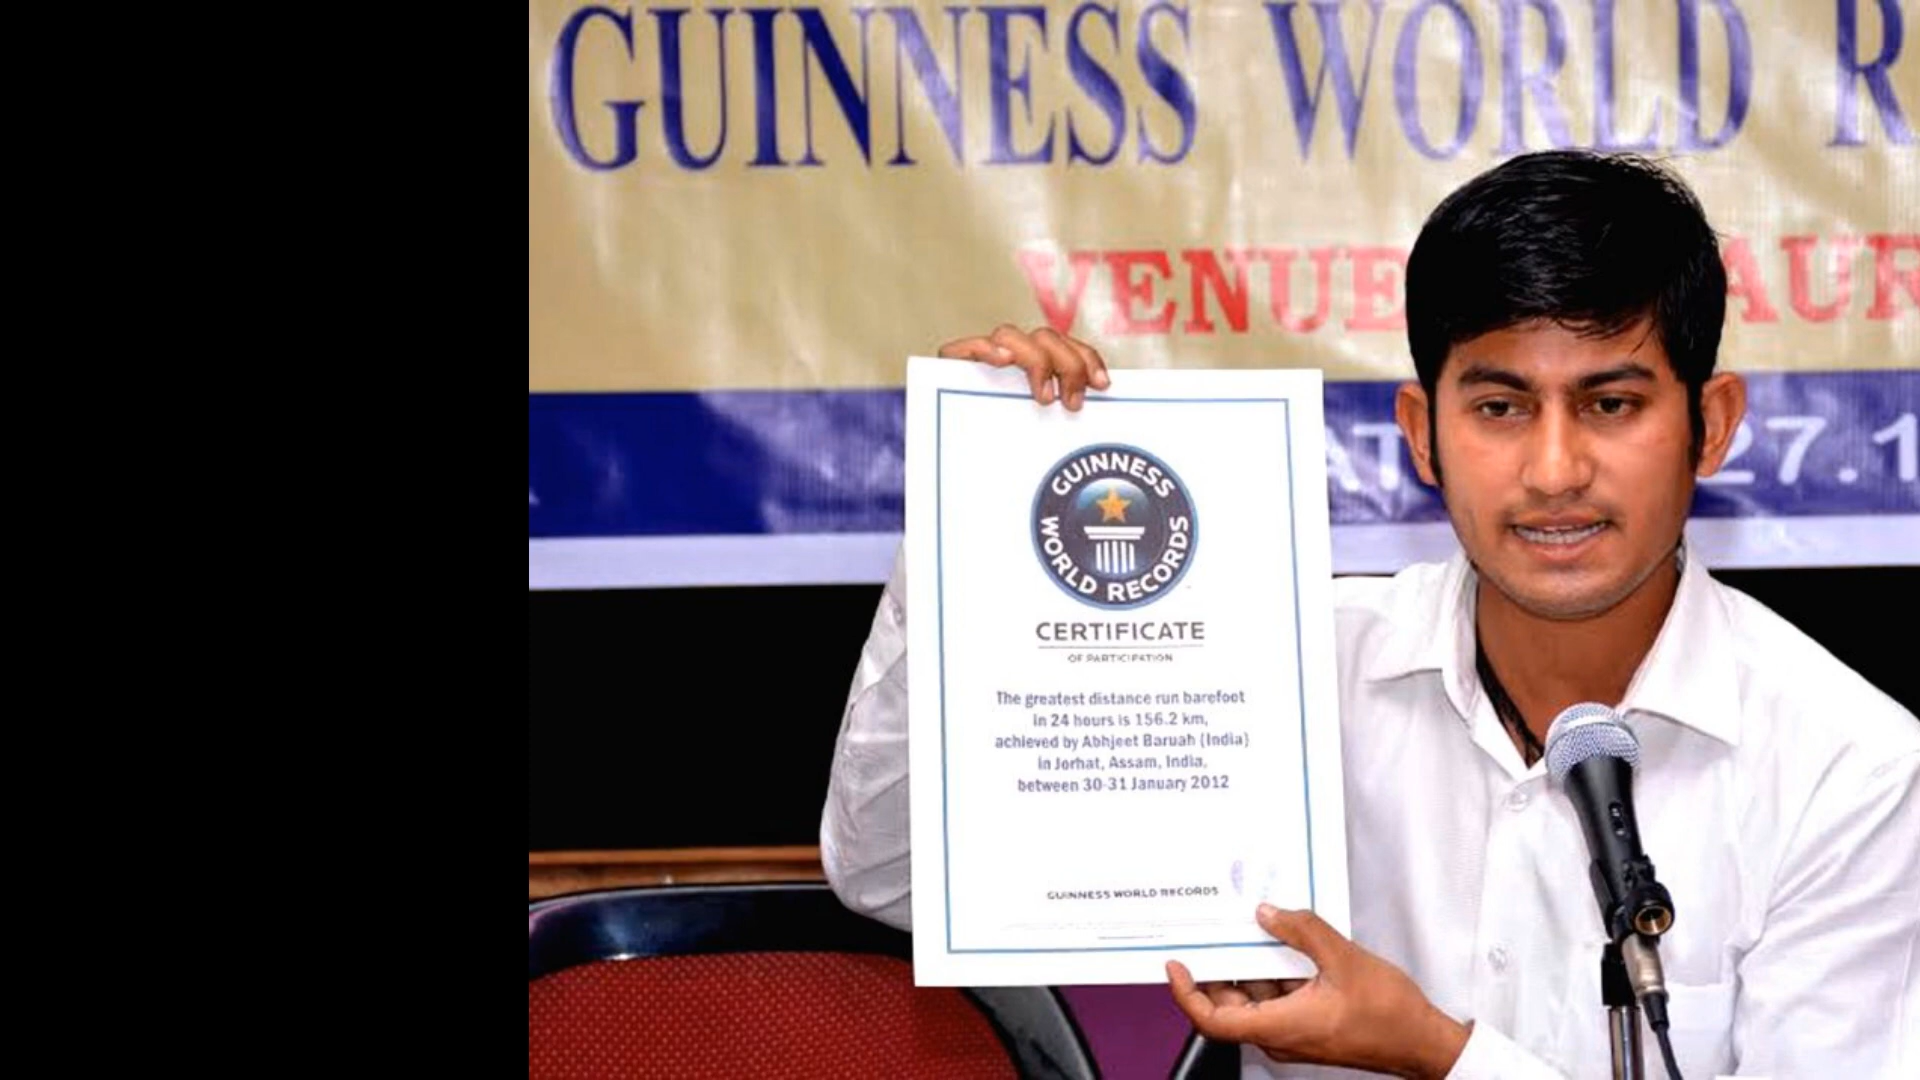 GUINNESS WORLD R
VENUE AUR
27.1
GUINNESS
WORLD RECORDS
CERTIFICATE
OF PARTICIPATION
The greatest distance run barefoot
in 24 hours is 156.2 km,
achieved by Abhjeet Baruah (India)
in Jorhat, Assam, India,
between 30-31 January 2012
GUINNESS WORLD RECORDS